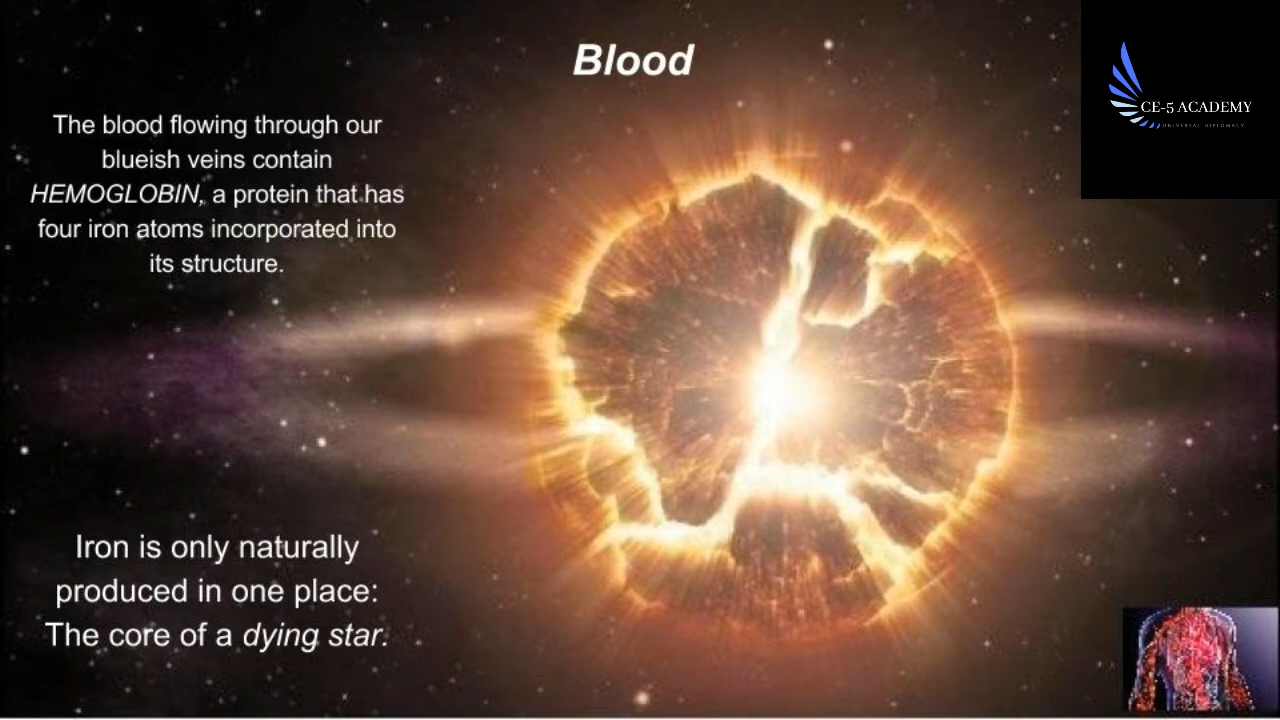 Blood
CE-5 ACADEMY
UNIVERSAL DIPLOMACY
The blood flowing through our
blueish veins contain
HEMOGLOBIN, a protein that has
four iron atoms incorporated into
its structure.
Iron is only naturally
produced in one place:
The core of a dying star.